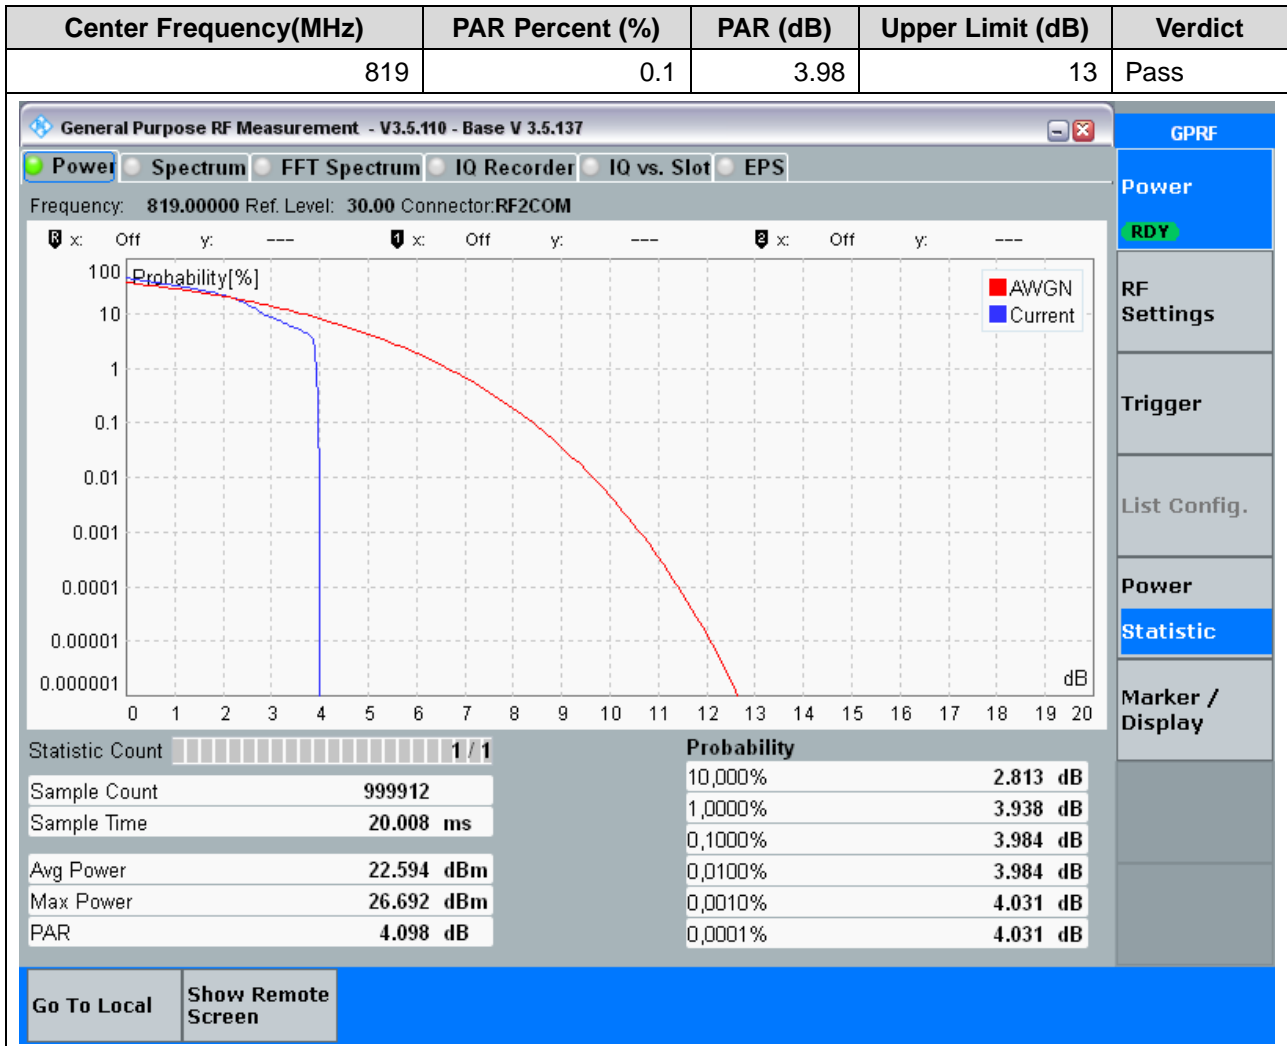 Center Frequency(MHz) PAR Percent (%) PAR (dB) Upper Limit (dB) Verdict
819 0.1 3.98 13 Pass
General Purpose RF Measurement - V3.5.110 - Base V 3.5.137
GPRF
Power Spectrum FFT Spectrum IQ Recorder IQ vs. Slot EPS
Frequency: 819.00000 Ref. Level: 30.00 Connector:RF2COM
R x: Off y: --- 1 x: Off y: --- 2 x: Off y: ---
Probability[%]
AWGN
Current
100
10
1
0.1
0.01
0.001
0.0001
0.00001
0.000001
dB
0 1 2 3 4 5 6 7 8 9 10 11 12 13 14 15 16 17 18 19 20
Statistic Count 1 / 1
Sample Count 999912
Sample Time 20.008 ms
Avg Power 22.594 dBm
Max Power 26.692 dBm
PAR 4.098 dB
Probability
10,000% 2.813 dB
1,0000% 3.938 dB
0,1000% 3.984 dB
0,0100% 3.984 dB
0,0010% 4.031 dB
0,0001% 4.031 dB
Power
RDY
RF
Settings
Trigger
List Config.
Power
Statistic
Marker /
Display
Go To Local
Show Remote
Screen